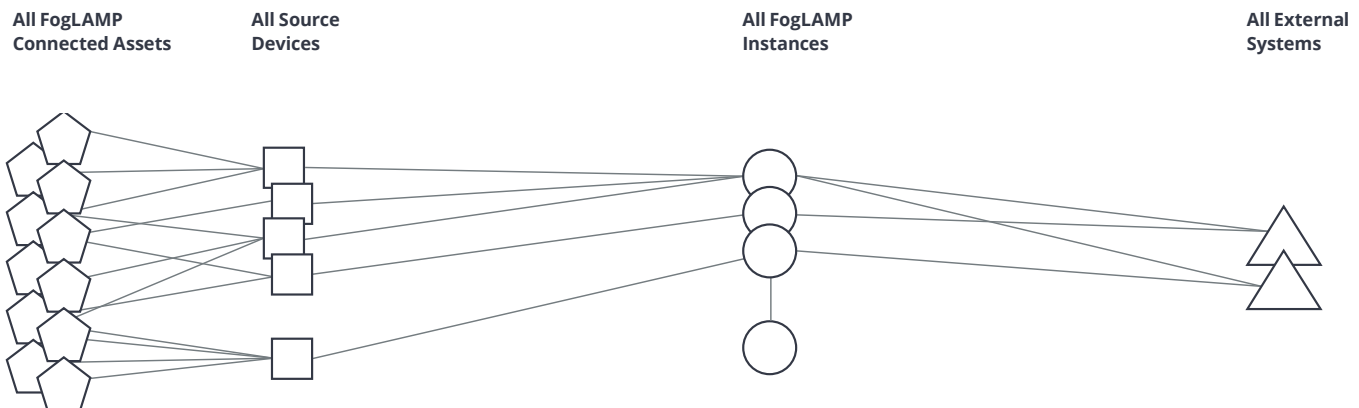 All FogLAMP
Connected Assets
All Source
Devices
All FogLAMP
Instances
All External
Systems